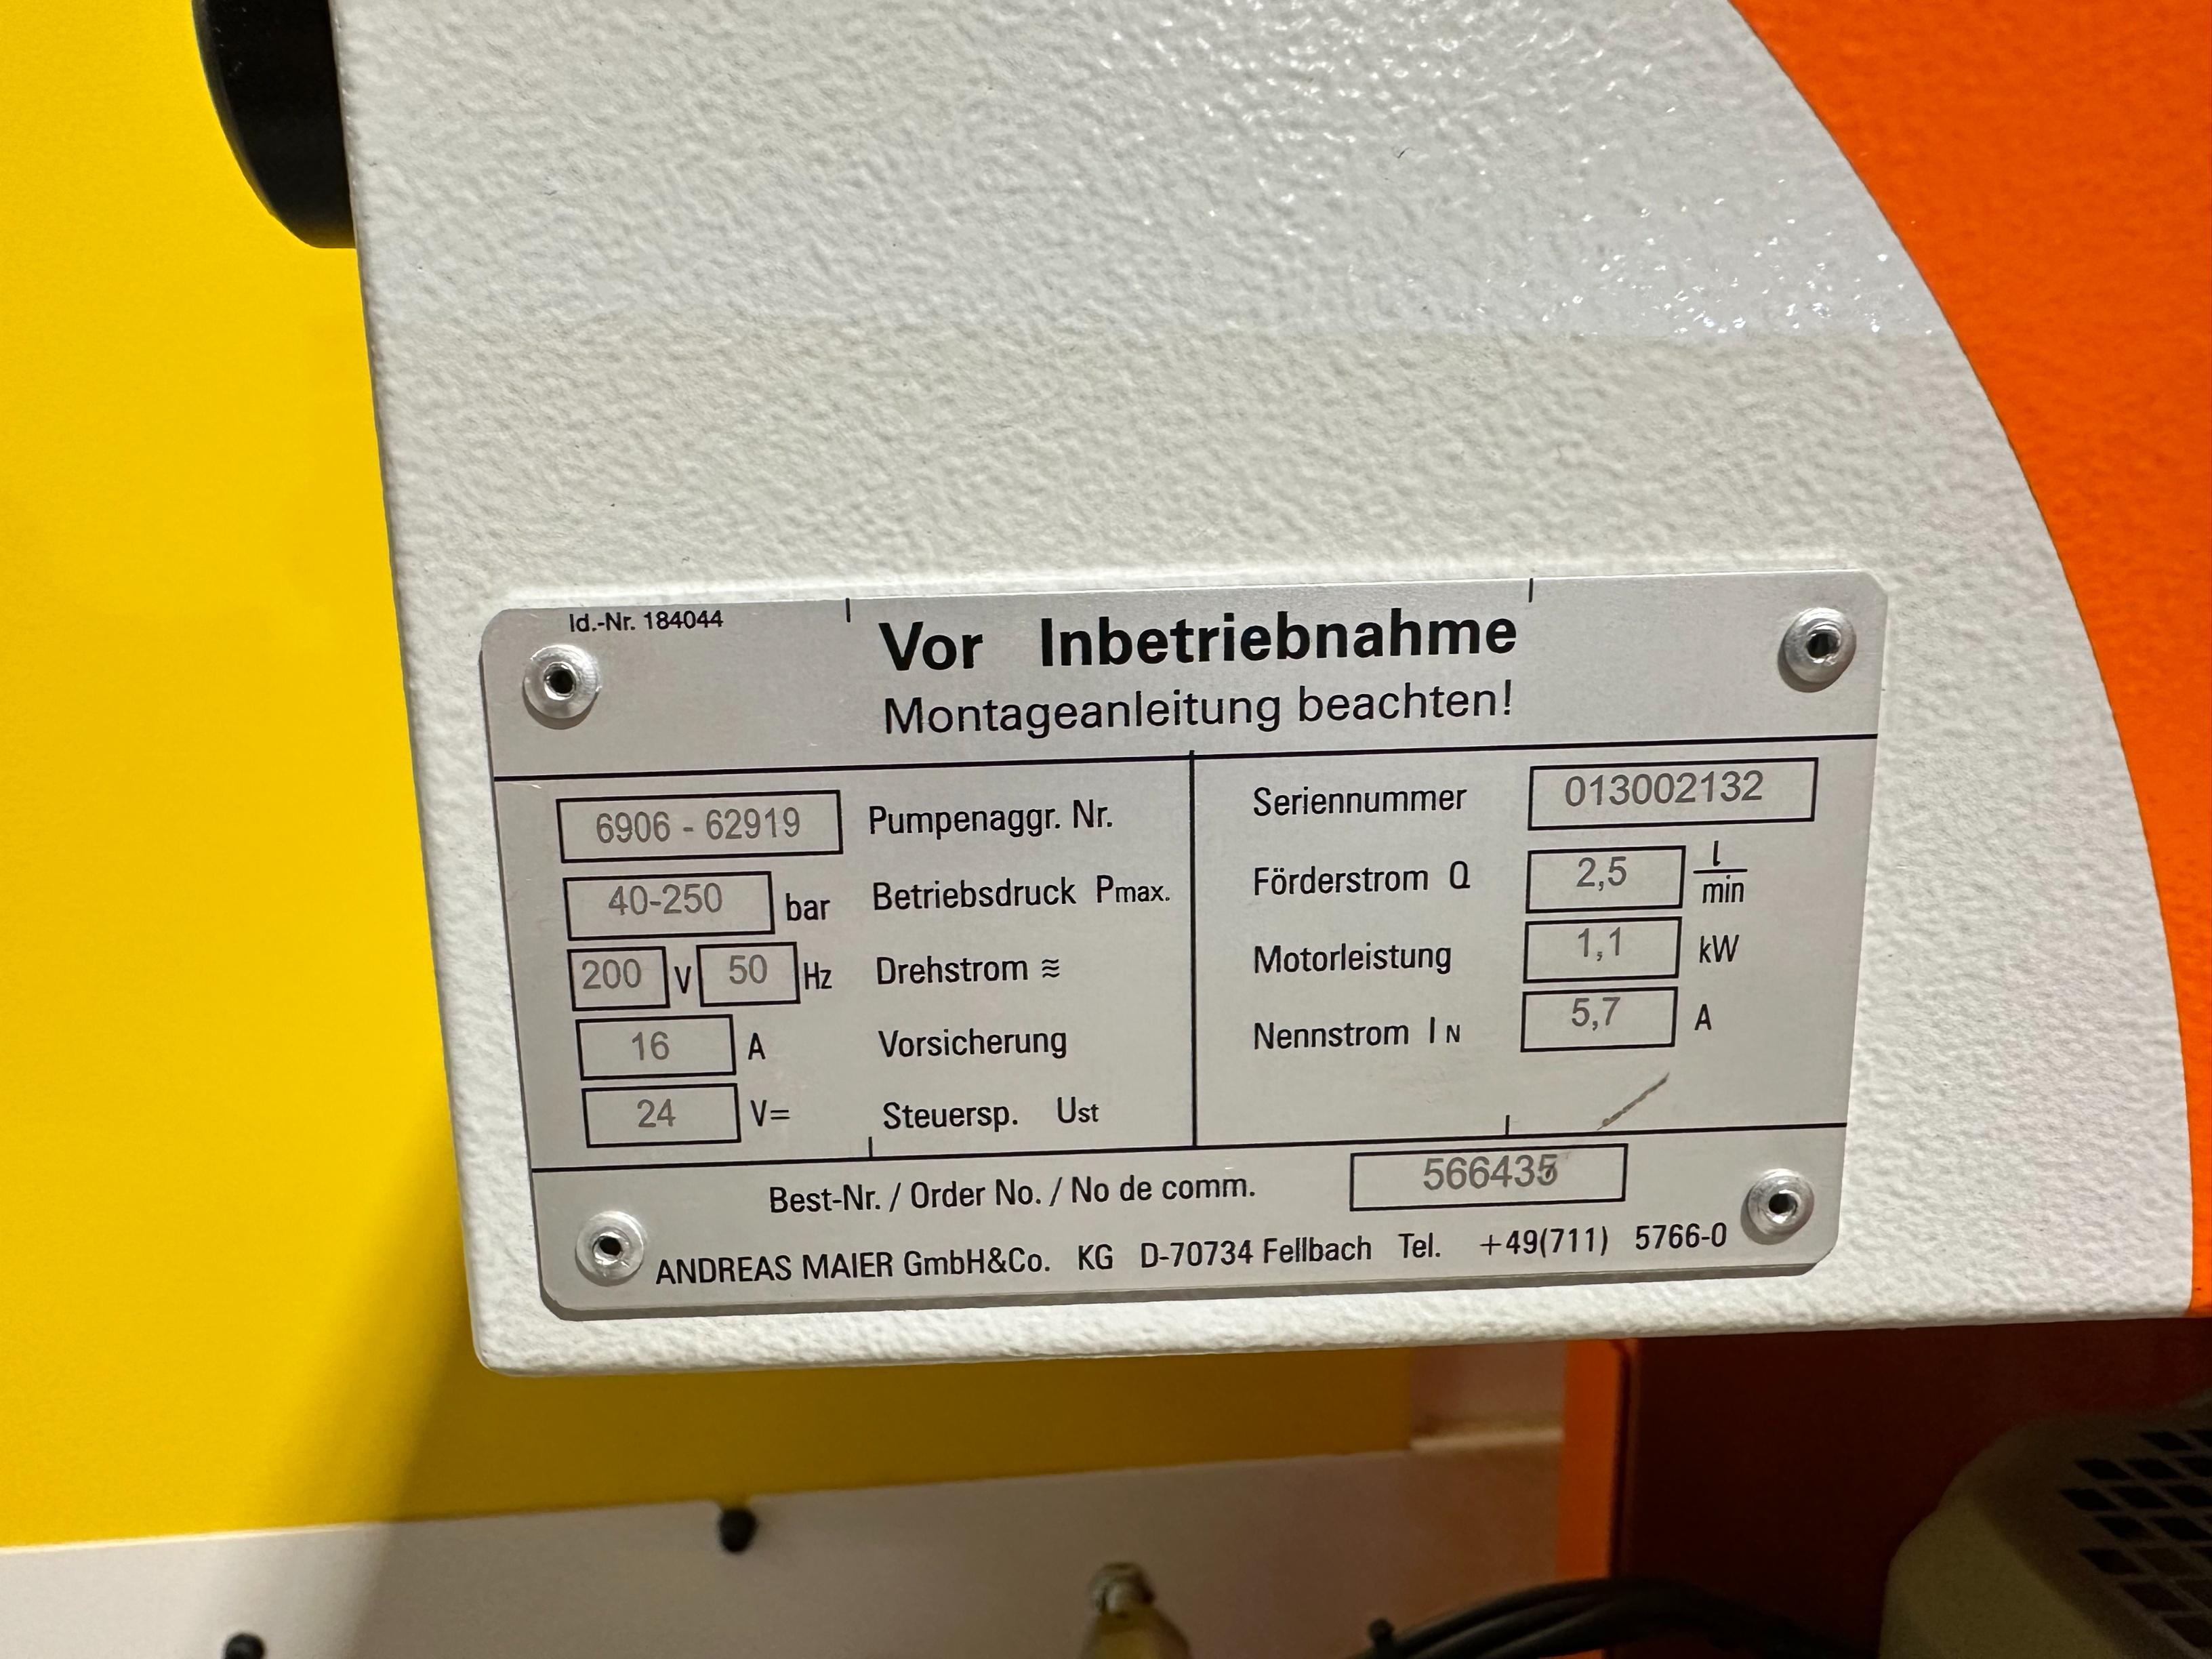 Id.-Nr. 184044
Vor Inbetriebnahme
Montageanleitung beachten!
6906 - 62919 Pumpenaggr. Nr.
40-250 bar Betriebsdruck Pmax.
200 V 50 Hz Drehstrom ≋
16 A Vorsicherung
24 V= Steuersp. Ust
Seriennummer 013002132
Förderstrom Q 2,5 l/min
Motorleistung 1,1 kW
Nennstrom IN 5,7 A
Best-Nr. / Order No. / No de comm.
ANDREAS MAIER GmbH&Co. KG D-70734 Fellbach Tel. +49(711) 5766-0